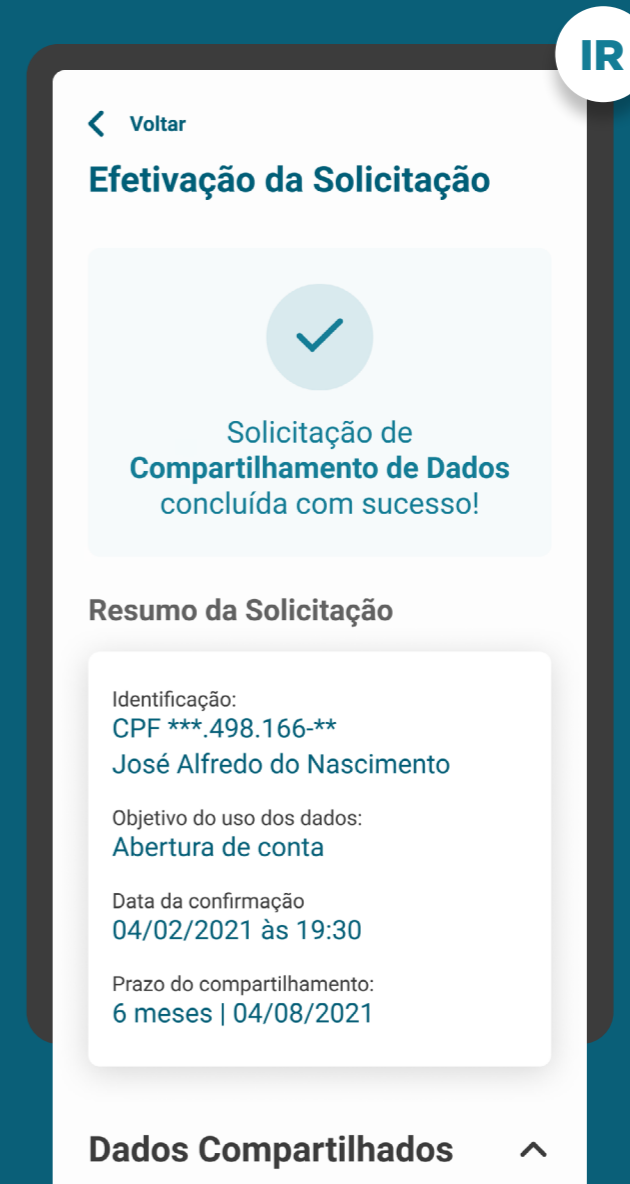 IR
Voltar
Efetivação da Solicitação
Solicitação de
Compartilhamento de Dados
concluída com sucesso!
Resumo da Solicitação
Identificação:
CPF ***.498.166-**
José Alfredo do Nascimento
Objetivo do uso dos dados:
Abertura de conta
Data da confirmação
04/02/2021 às 19:30
Prazo do compartilhamento:
6 meses | 04/08/2021
Dados Compartilhados